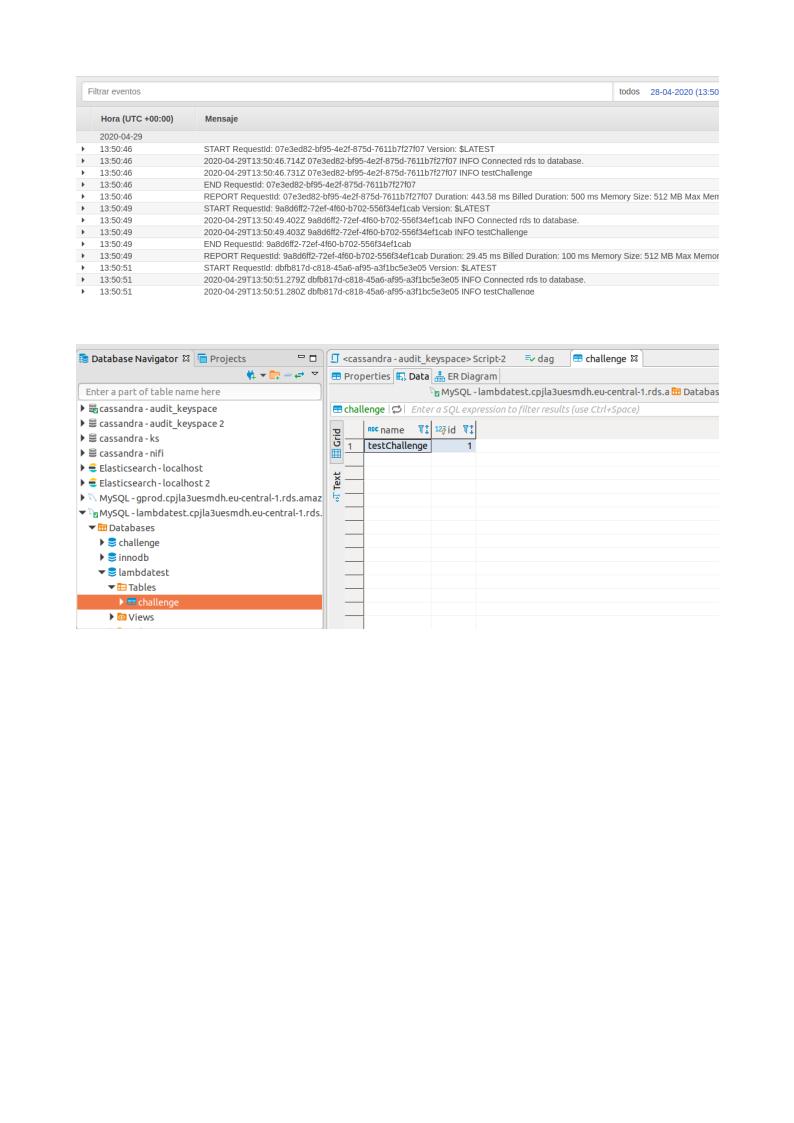 Filtrar eventos todos 28-04-2020 (13:50
Hora (UTC +00:00) Mensaje
2020-04-29
13:50:46 START RequestId: 07e3ed82-bf95-4e2f-875d-7611b7f27f07 Version: $LATEST
13:50:46 2020-04-29T13:50:46.714Z 07e3ed82-bf95-4e2f-875d-7611b7f27f07 INFO Connected rds to database.
13:50:46 2020-04-29T13:50:46.731Z 07e3ed82-bf95-4e2f-875d-7611b7f27f07 INFO testChallenge
13:50:46 END RequestId: 07e3ed82-bf95-4e2f-875d-7611b7f27f07
13:50:46 REPORT RequestId: 07e3ed82-bf95-4e2f-875d-7611b7f27f07 Duration: 443.58 ms Billed Duration: 500 ms Memory Size: 512 MB Max Mem
13:50:49 START RequestId: 9a8d6ff2-72ef-4f60-b702-556f34ef1cab Version: $LATEST
13:50:49 2020-04-29T13:50:49.402Z 9a8d6ff2-72ef-4f60-b702-556f34ef1cab INFO Connected rds to database.
13:50:49 2020-04-29T13:50:49.403Z 9a8d6ff2-72ef-4f60-b702-556f34ef1cab INFO testChallenge
13:50:49 END RequestId: 9a8d6ff2-72ef-4f60-b702-556f34ef1cab
13:50:49 REPORT RequestId: 9a8d6ff2-72ef-4f60-b702-556f34ef1cab Duration: 29.45 ms Billed Duration: 100 ms Memory Size: 512 MB Max Memor
13:50:51 START RequestId: dbfb817d-c818-45a6-af95-a3f1bc5e3e05 Version: $LATEST
13:50:51 2020-04-29T13:50:51.279Z dbfb817d-c818-45a6-af95-a3f1bc5e3e05 INFO Connected rds to database.
13:50:51 2020-04-29T13:50:51.280Z dbfb817d-c818-45a6-af95-a3f1bc5e3e05 INFO testChallenge
Database Navigator Projects
Enter a part of table name here
cassandra - audit_keyspace
cassandra - audit_keyspace 2
cassandra - ks
cassandra - nifi
Elasticsearch - localhost
Elasticsearch - localhost 2
MySQL - gprod.cpjla3uesmdh.eu-central-1.rds.amaz
MySQL - lambdatest.cpjla3uesmdh.eu-central-1.rds.
Databases
challenge
innodb
lambdatest
Tables
challenge
Views
<cassandra - audit_keyspace> Script-2 dag challenge
Properties Data ER Diagram
MySQL - lambdatest.cpjla3uesmdh.eu-central-1.rds.a Databas
challenge Enter a SQL expression to filter results (use Ctrl+Space)
Grid
Text
ABC name 123 id
1 testChallenge 1